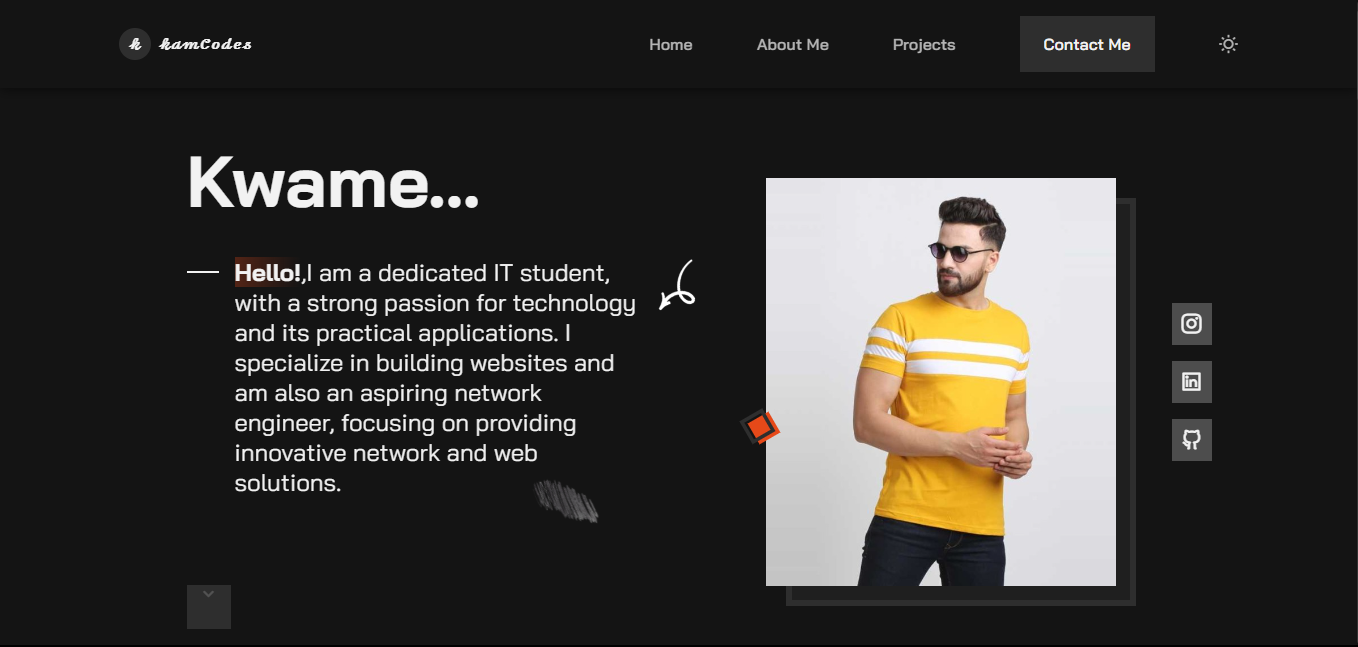 k kamCodes
Home
About Me
Projects
Contact Me
Kwame...
Hello!,I am a dedicated IT student,
with a strong passion for technology
and its practical applications. I
specialize in building websites and
am also an aspiring network
engineer, focusing on providing
innovative network and web
solutions.
in